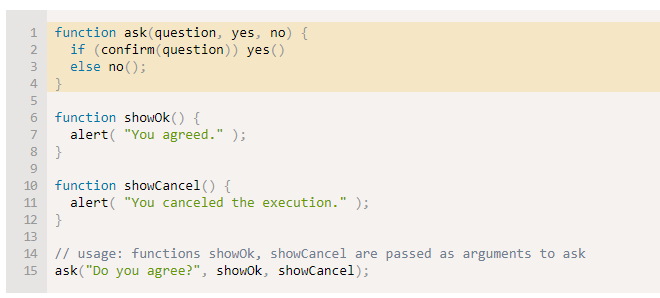 1 function ask(question, yes, no) {
2   if (confirm(question)) yes()
3   else no();
4 }
5
6 function showOk() {
7   alert( "You agreed." );
8 }
9
10 function showCancel() {
11   alert( "You canceled the execution." );
12 }
13
14 // usage: functions showOk, showCancel are passed as arguments to ask
15 ask("Do you agree?", showOk, showCancel);